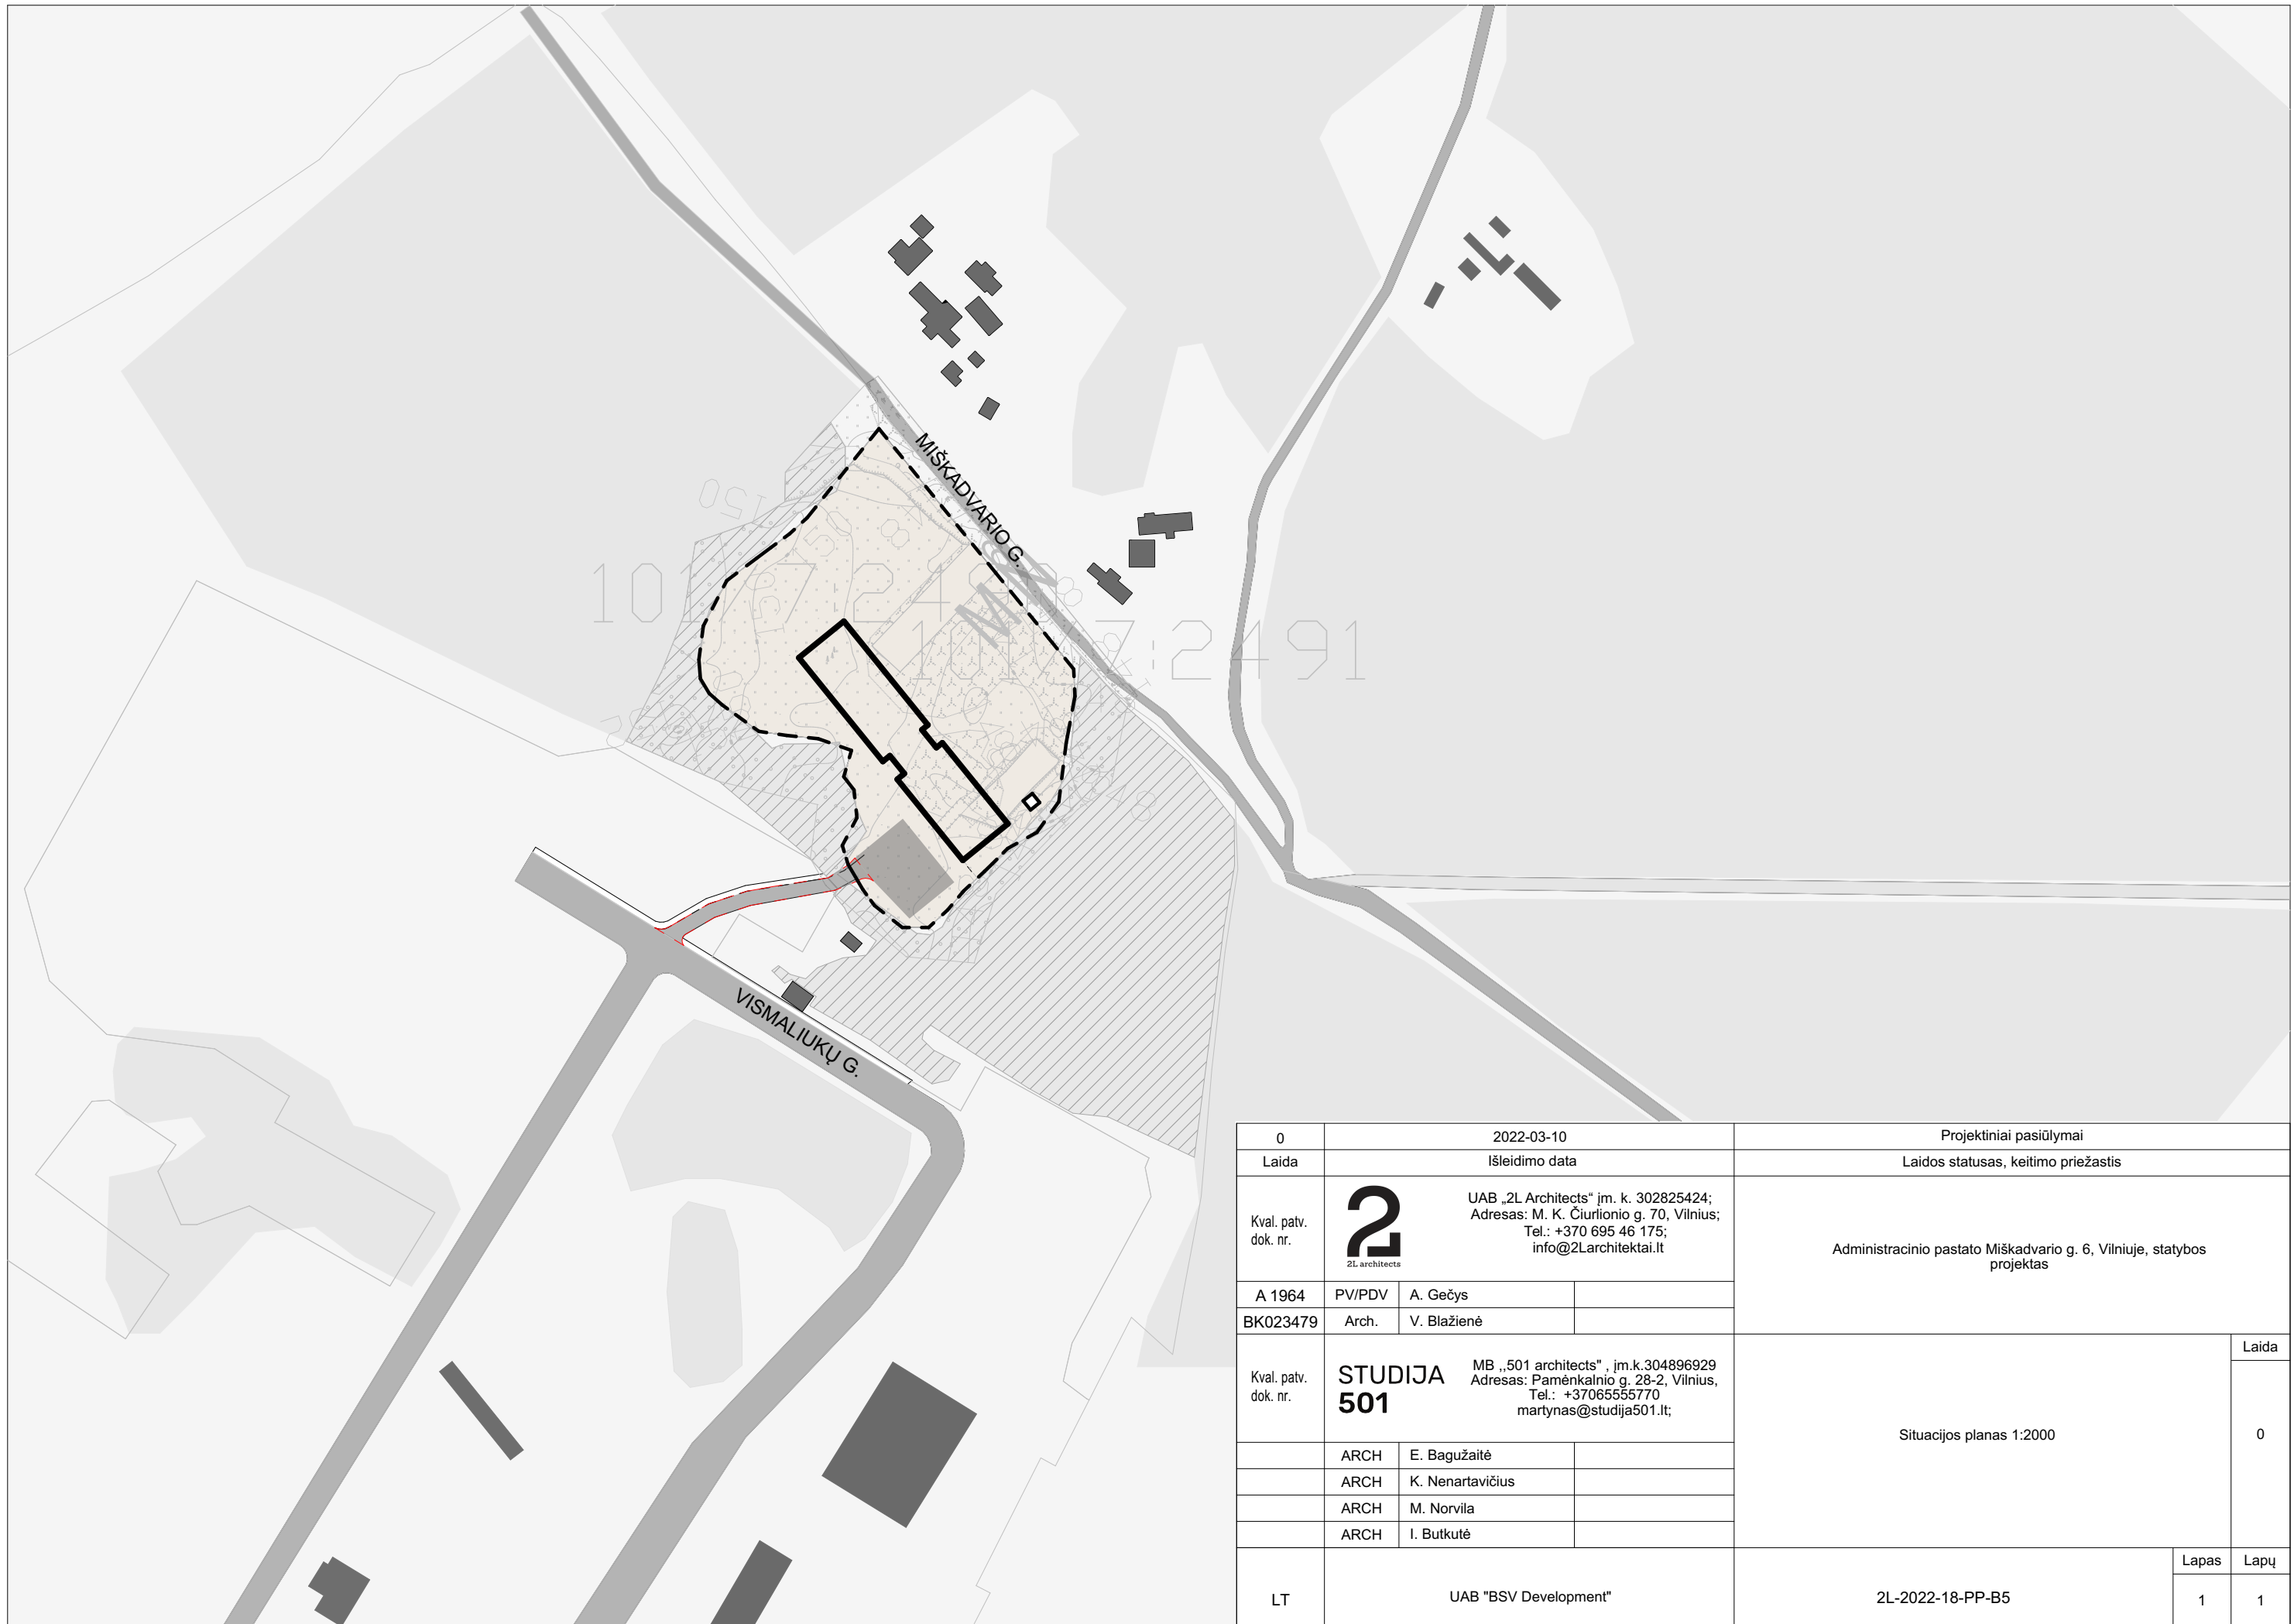 MIŠKADVARIO G.
101/7:2491
VISMALIUKŲ G.
0
2022-03-10
Projektiniai pasiūlymai
Laida
Išleidimo data
Laidos statusas, keitimo priežastis
Kval. patv.
dok. nr.
2
2L architects
UAB „2L Architects“ įm. k. 302825424;
Adresas: M. K. Čiurlionio g. 70, Vilnius;
Tel.: +370 695 46 175;
info@2Larchitektai.lt
Administracinio pastato Miškadvario g. 6, Vilniuje, statybos
projektas
A 1964
PV/PDV
A. Gečys
BK023479
Arch.
V. Blažienė
Kval. patv.
dok. nr.
STUDIJA
501
MB ,,501 architects" , įm.k.304896929
Adresas: Pamėnkalnio g. 28-2, Vilnius,
Tel.: +37065555770
martynas@studija501.lt;
Situacijos planas 1:2000
Laida
0
ARCH
E. Bagužaitė
ARCH
K. Nenartavičius
ARCH
M. Norvila
ARCH
I. Butkutė
LT
UAB "BSV Development"
2L-2022-18-PP-B5
Lapas
Lapų
1
1